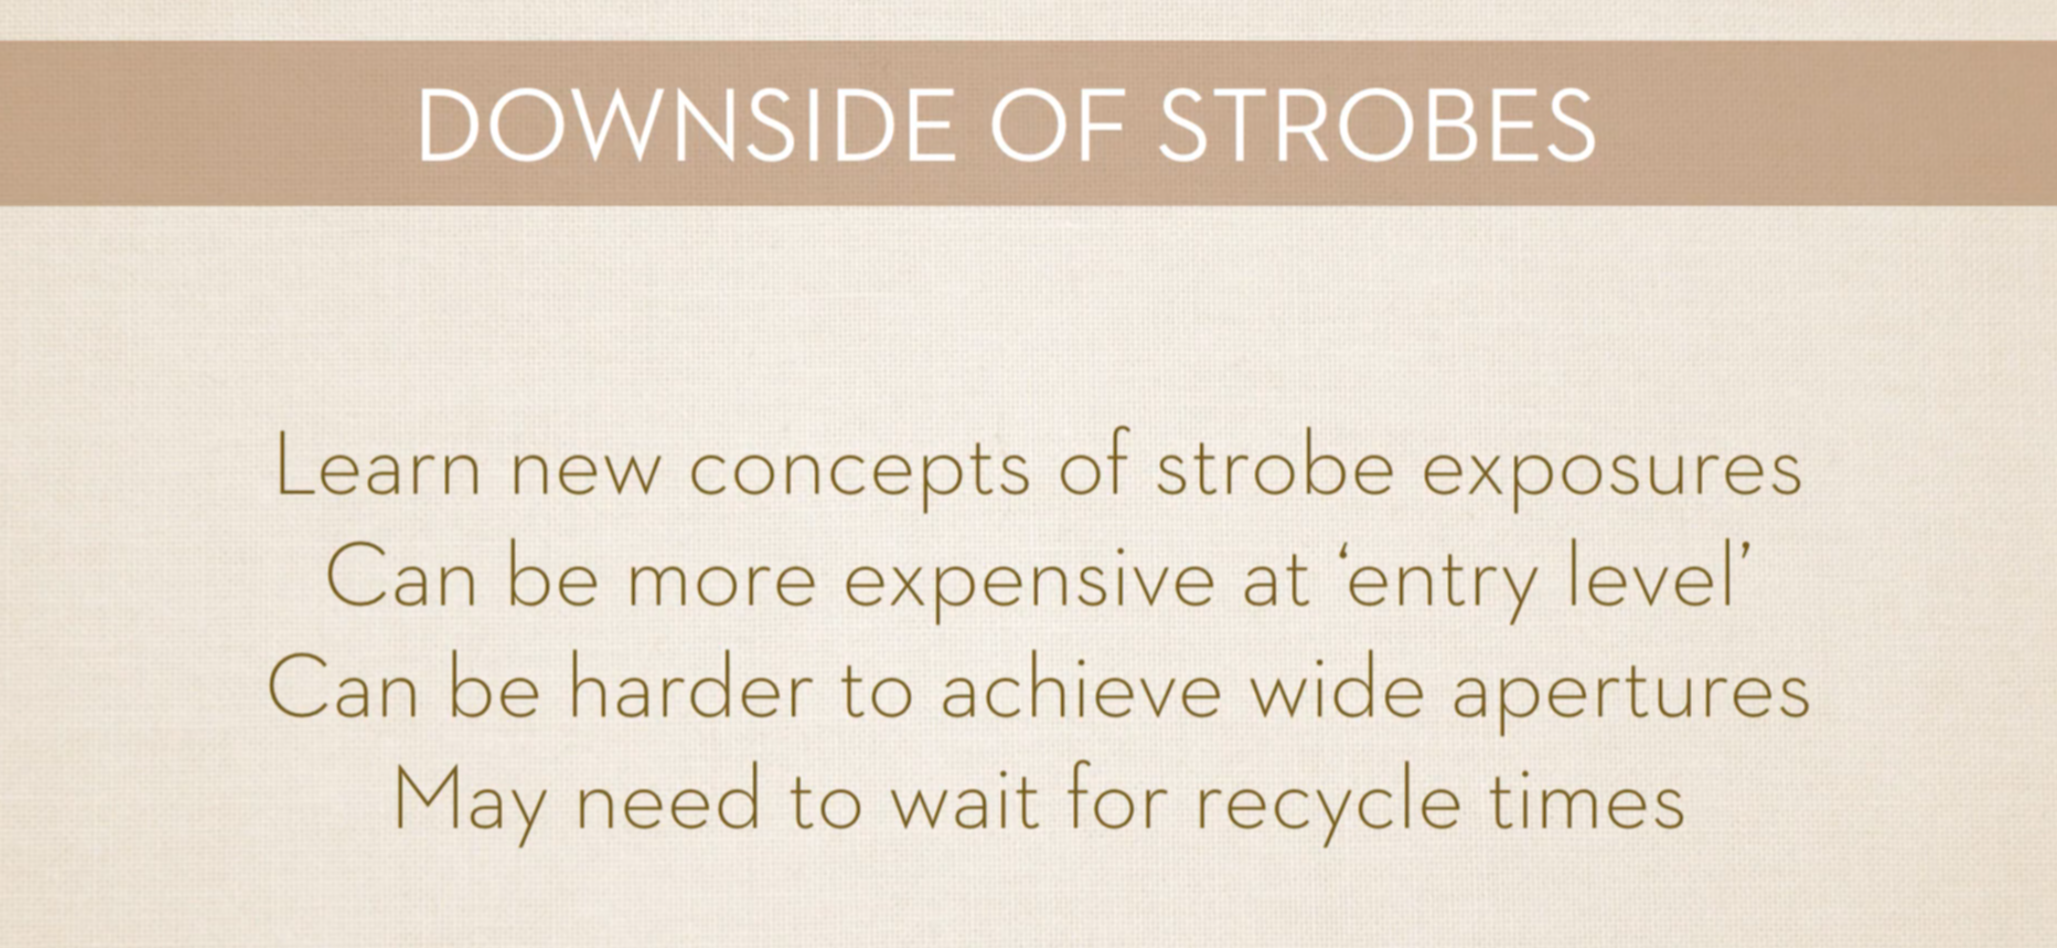 DOWNSIDE OF STROBES
Learn new concepts of strobe exposures
Can be more expensive at ‘entry level’
Can be harder to achieve wide apertures
May need to wait for recycle times